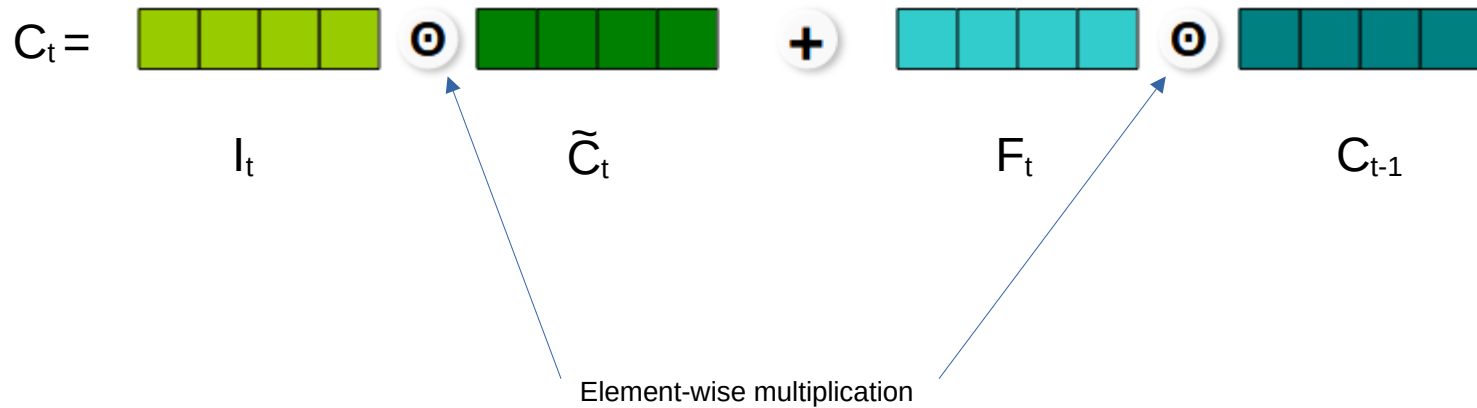 Cₜ = ⊙ + ⊙
Iₜ C̃ₜ Fₜ Cₜ₋₁
Element-wise multiplication